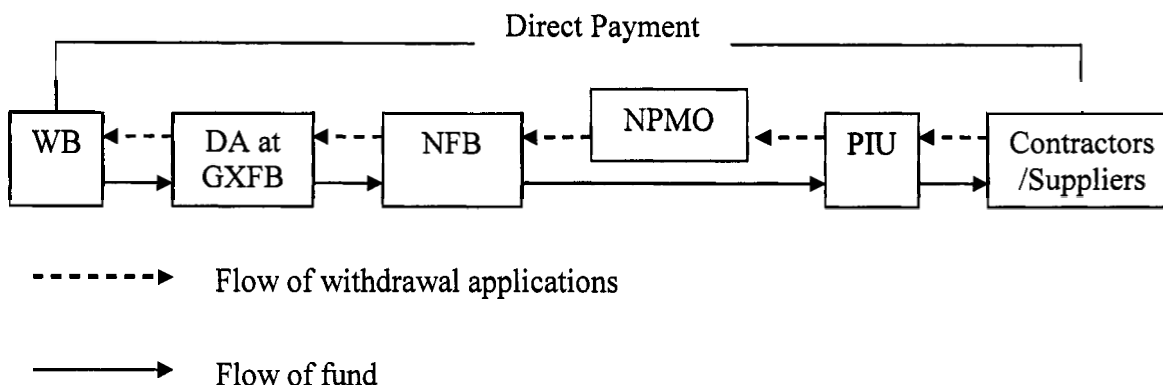 Direct Payment
WB
DA at
GXFB
NFB
NPMO
PIU
Contractors
/Suppliers
Flow of withdrawal applications
Flow of fund